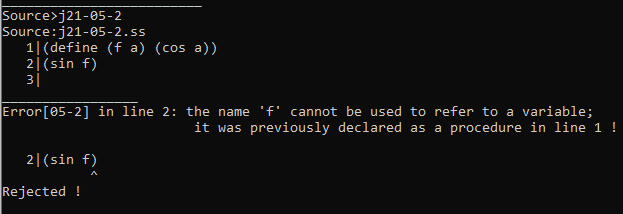 Source>j21-05-2
Source:j21-05-2.ss
   1|(define (f a) (cos a))
   2|(sin f)
   3|
Error[05-2] in line 2: the name 'f' cannot be used to refer to a variable;
                        it was previously declared as a procedure in line 1 !
   2|(sin f)
           ^
Rejected !